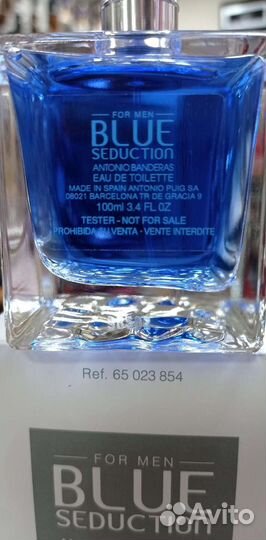 FOR MEN
BLUE
SEDUCTION
ANTONIO BANDERAS
EAU DE TOILETTE
MADE IN SPAIN ANTONIO PUIG SA
08021 BARCELONA TR DE GRACIA 9
100ml 3.4 FL OZ
TESTER - NOT FOR SALE
PROHIBIDA SU VENTA - VENTE INTERDITE
Ref. 65 023 854
FOR MEN
BLUE
SEDUCTION
Avito